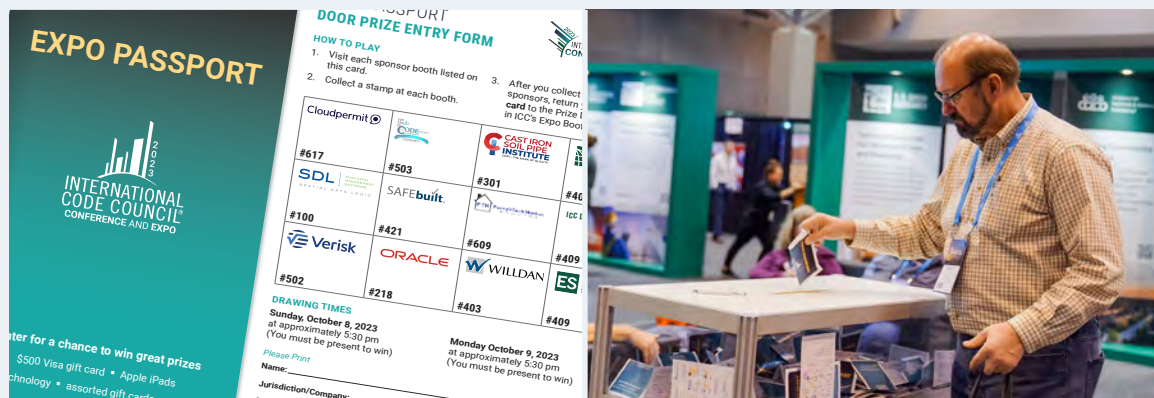 EXPO PASSPORT
2023
INTERNATIONAL
CODE COUNCIL®
CONFERENCE AND EXPO
for a chance to win great prizes
$500 Visa gift card ▪ Apple iPads
▪ assorted gift
DOOR PRIZE ENTRY FORM
HOW TO PLAY
1. Visit each sponsor booth listed on
this card.
2. Collect a stamp at each booth.
3. After you collect
sponsors, return
card to the Prize
in ICC's Expo
Cloudpermit
#617
CODE
#503
CAST IRON
SOIL PIPE
INSTITUTE
#301
SDL
SPATIAL DATA LOGIC
#100
SAFEbuilt.
#421
#609
ICC
#409
Verisk
#502
ORACLE
#218
WILLDAN
#403
ES
#409
DRAWING TIMES
Sunday, October 8, 2023
at approximately 5:30 pm
(You must be present to win)
Monday October 9, 2023
at approximately 5:30 pm
(You must be present to win)
Please Print
Name:
Jurisdiction/Company: